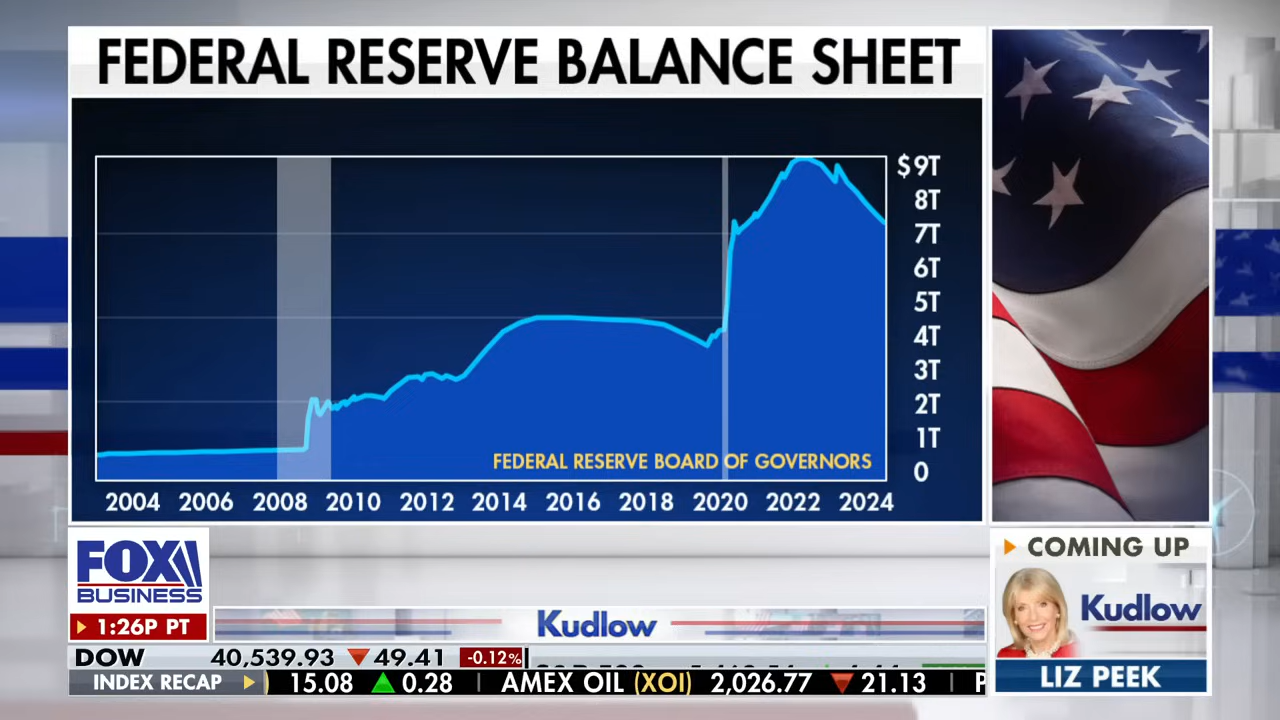 FEDERAL RESERVE BALANCE SHEET
$9T
8T
7T
6T
5T
4T
3T
2T
1T
0
FEDERAL RESERVE BOARD OF GOVERNORS
2004 2006 2008 2010 2012 2014 2016 2018 2020 2022 2024
FOX
BUSINESS
1:26P PT
Kudlow
COMING UP
Kudlow
LIZ PEEK
DOW 40,539.93 49.41 -0.12%
INDEX RECAP ) 15.08 0.28 | AMEX OIL (XOI) 2,026.77 21.13 | P